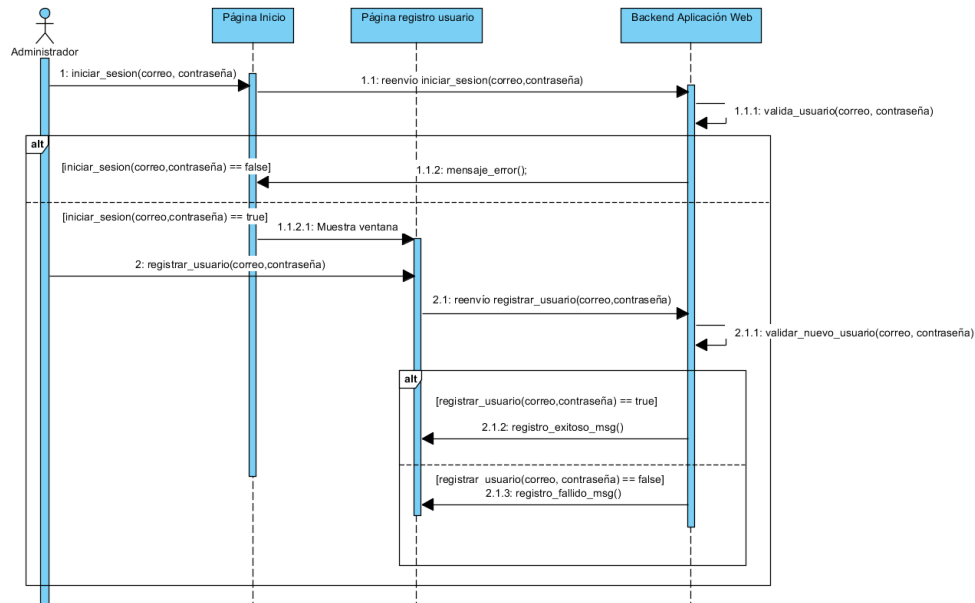 Página Inicio
Página registro usuario
Backend Aplicación Web
Administrador
1: iniciar_sesion(correo, contraseña)
1.1: reenvío iniciar_sesion(correo,contraseña)
1.1.1: valida_usuario(correo, contraseña)
alt
[iniciar_sesion(correo,contraseña) == false]
1.1.2: mensaje_error();
[iniciar_sesion(correo,contraseña) == true]
1.1.2.1: Muestra ventana
2: registrar_usuario(correo,contraseña)
2.1: reenvío registrar_usuario(correo,contraseña)
2.1.1: validar_nuevo_usuario(correo, contraseña)
alt
[registrar_usuario(correo,contraseña) == true]
2.1.2: registro_exitoso_msg()
[registrar usuario(correo, contraseña) == false]
2.1.3: registro_fallido_msg()